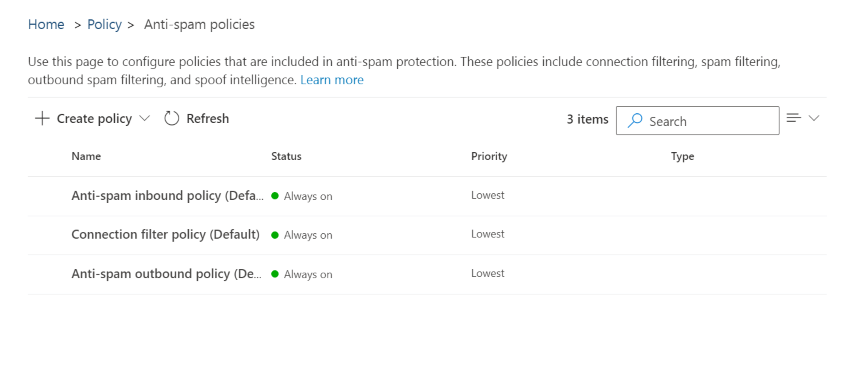 Home > Policy > Anti-spam policies
Use this page to configure policies that are included in anti-spam protection. These policies include connection filtering, spam filtering,
outbound spam filtering, and spoof intelligence. Learn more
Create policy Refresh 3 items Search
Name Status Priority Type
Anti-spam inbound policy (Defa... Always on Lowest
Connection filter policy (Default) Always on Lowest
Anti-spam outbound policy (De... Always on Lowest